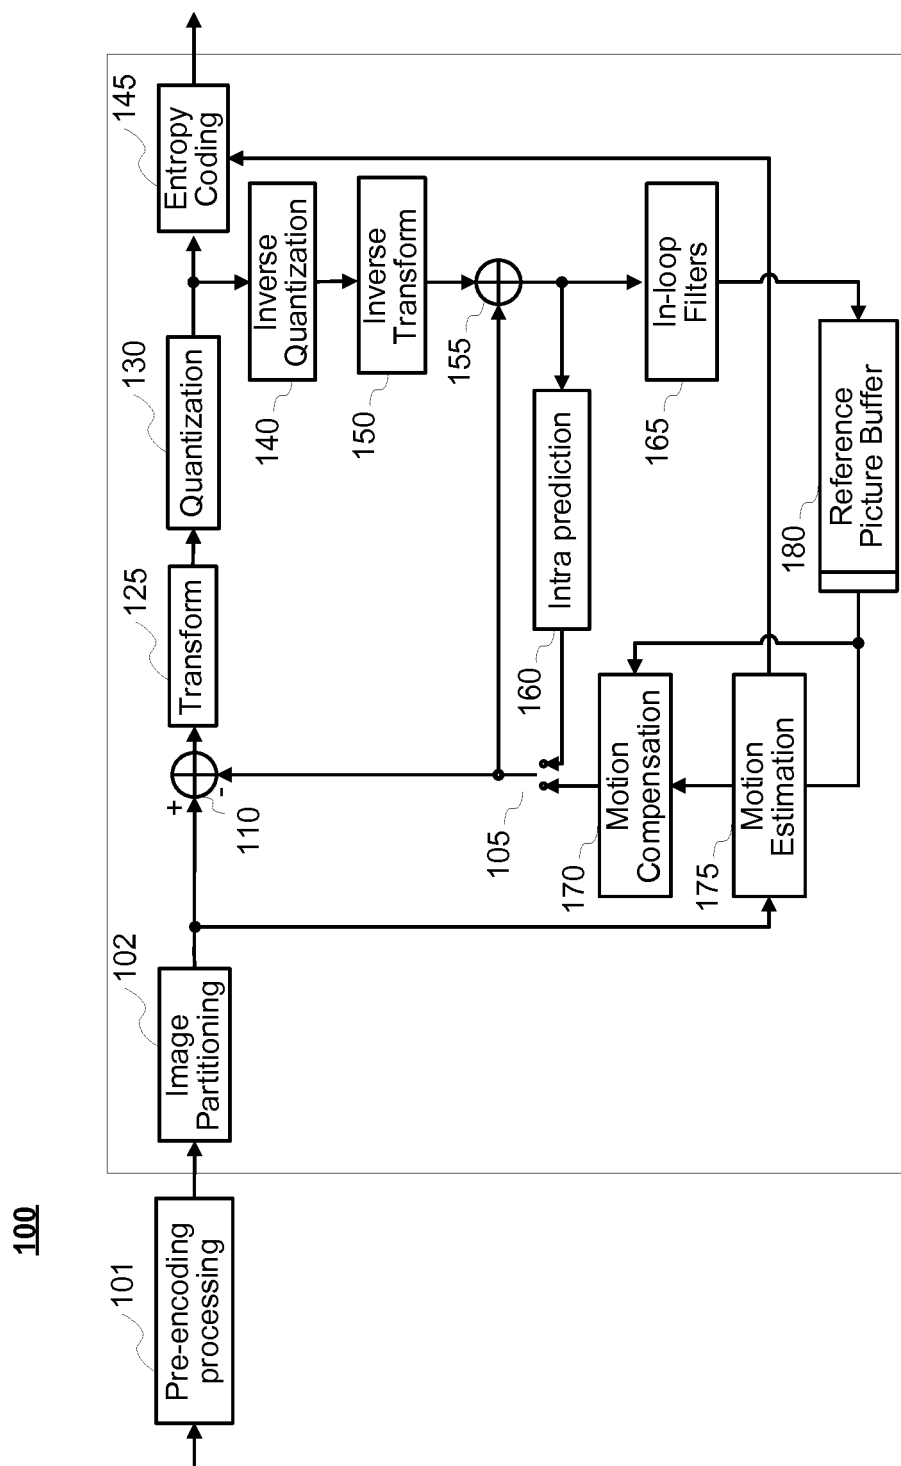 100
101
Pre-encoding
processing
102
Image
Partitioning
+
-
110
125
Transform
130
Quantization
145
Entropy
Coding
140
Inverse
Quantization
150
Inverse
Transform
155
105
160
Intra prediction
165
In-loop
Filters
170
Motion
Compensation
175
Motion
Estimation
180
Reference
Picture Buffer